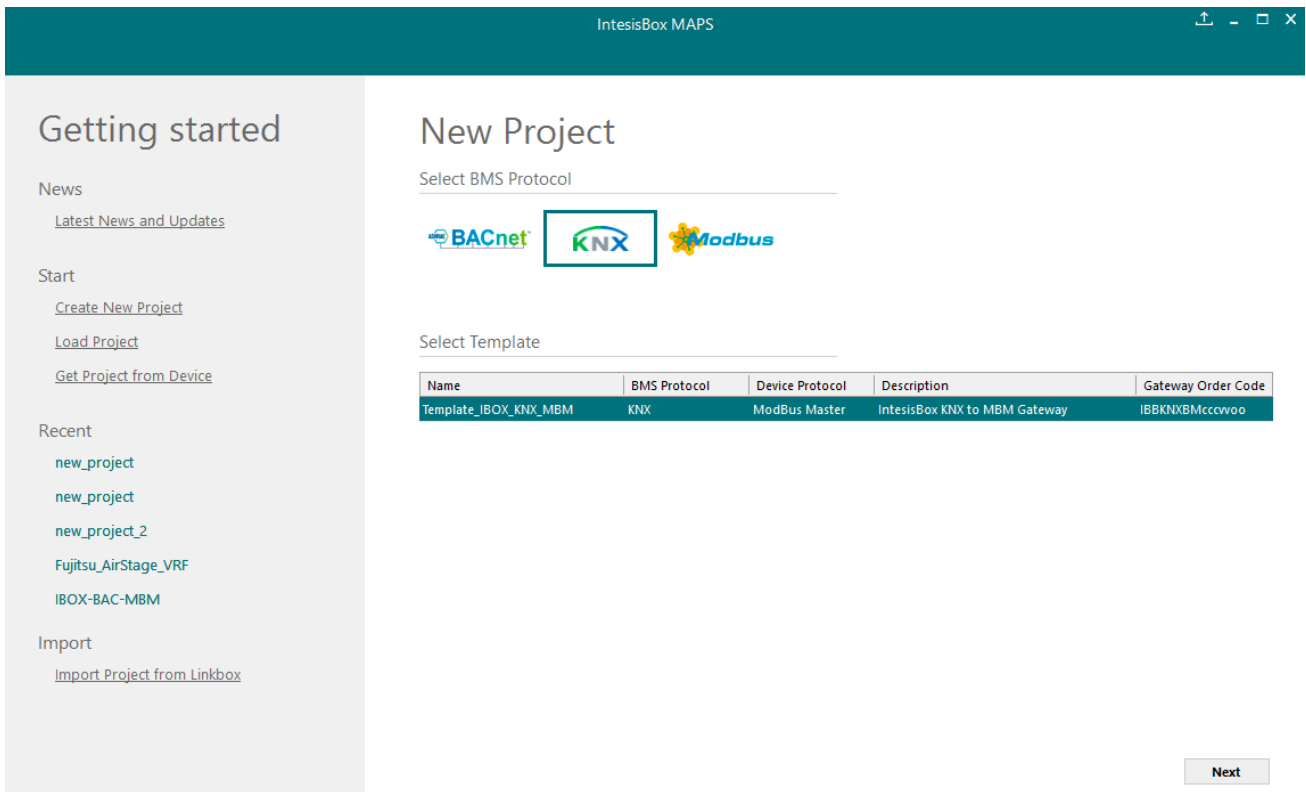 IntesisBox MAPS
Getting started
News
Latest News and Updates
Start
Create New Project
Load Project
Get Project from Device
Recent
new_project
new_project
new_project_2
Fujitsu_AirStage_VRF
IBOX-BAC-MBM
Import
Import Project from Linkbox
New Project
Select BMS Protocol
BACnet KNX Modbus
Select Template
Name BMS Protocol Device Protocol Description Gateway Order Code
Template_IBOX_KNX_MBM KNX ModBus Master IntesisBox KNX to MBM Gateway IBBKNXBMcccvvoo
Next